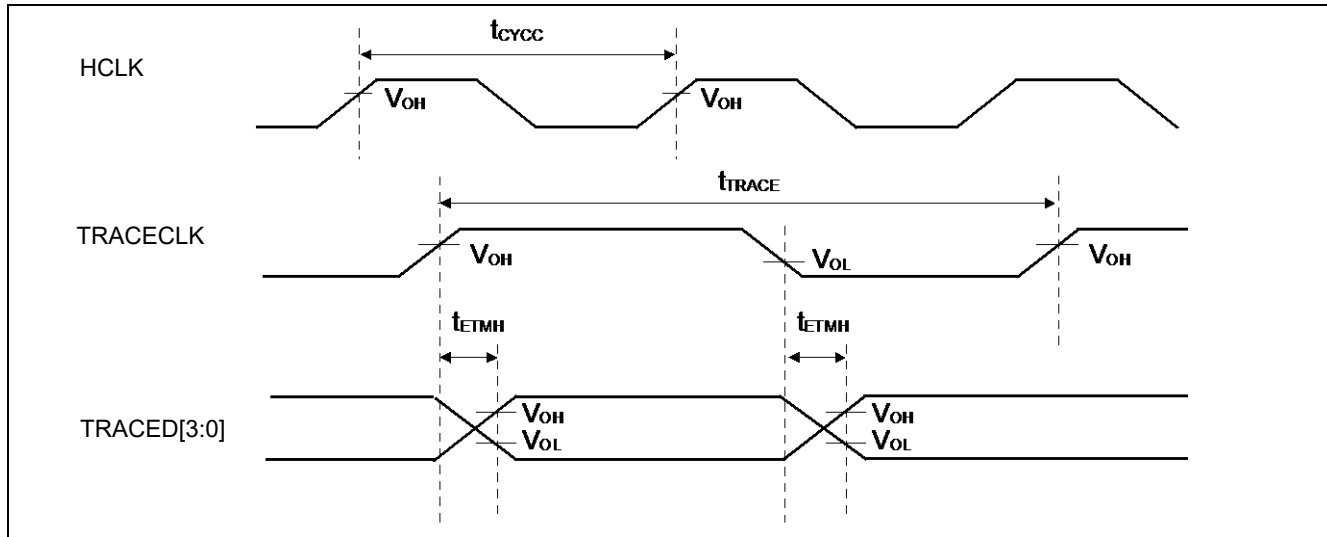 tCYCC
HCLK
VOH VOH
tTRACE
TRACECLK
VOH VOL VOH
tETMH tETMH
TRACED[3:0]
VOH VOH
VOL VOL